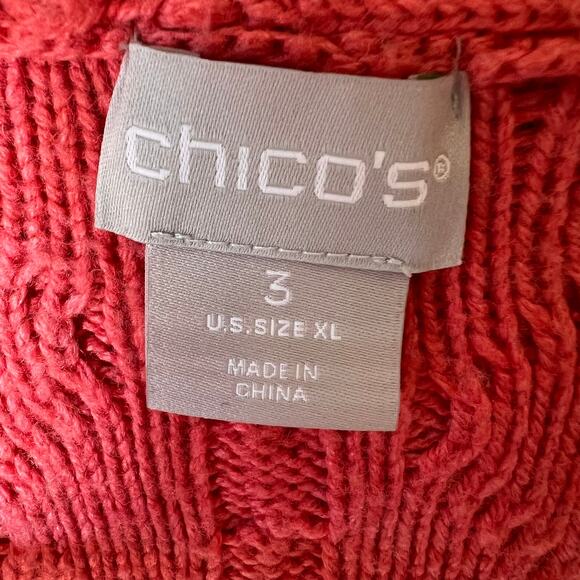 chico's®
3
U.S. SIZE XL
MADE IN
CHINA